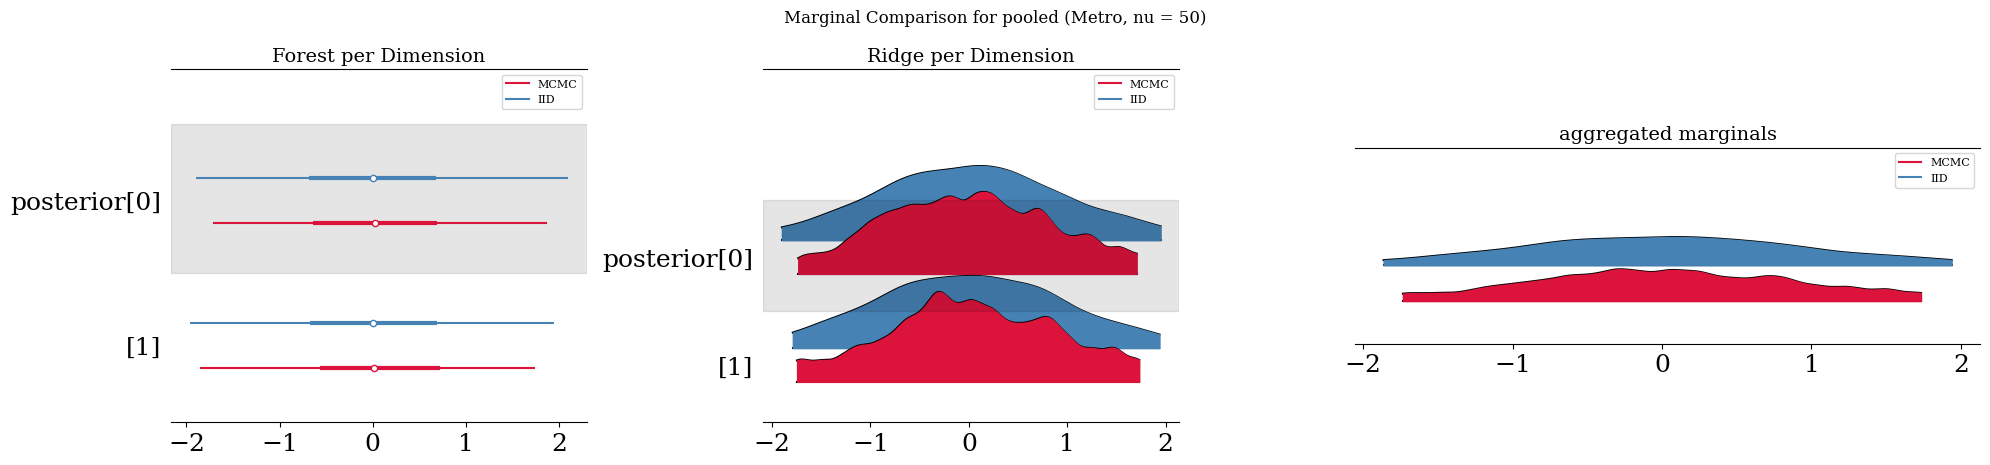 Marginal Comparison for pooled (Metro, nu = 50)
Forest per Dimension
MCMC
IID
posterior[0]
[1]
−2 −1 0 1 2
Ridge per Dimension
MCMC
IID
posterior[0]
[1]
−2 −1 0 1 2
aggregated marginals
MCMC
IID
−2 −1 0 1 2